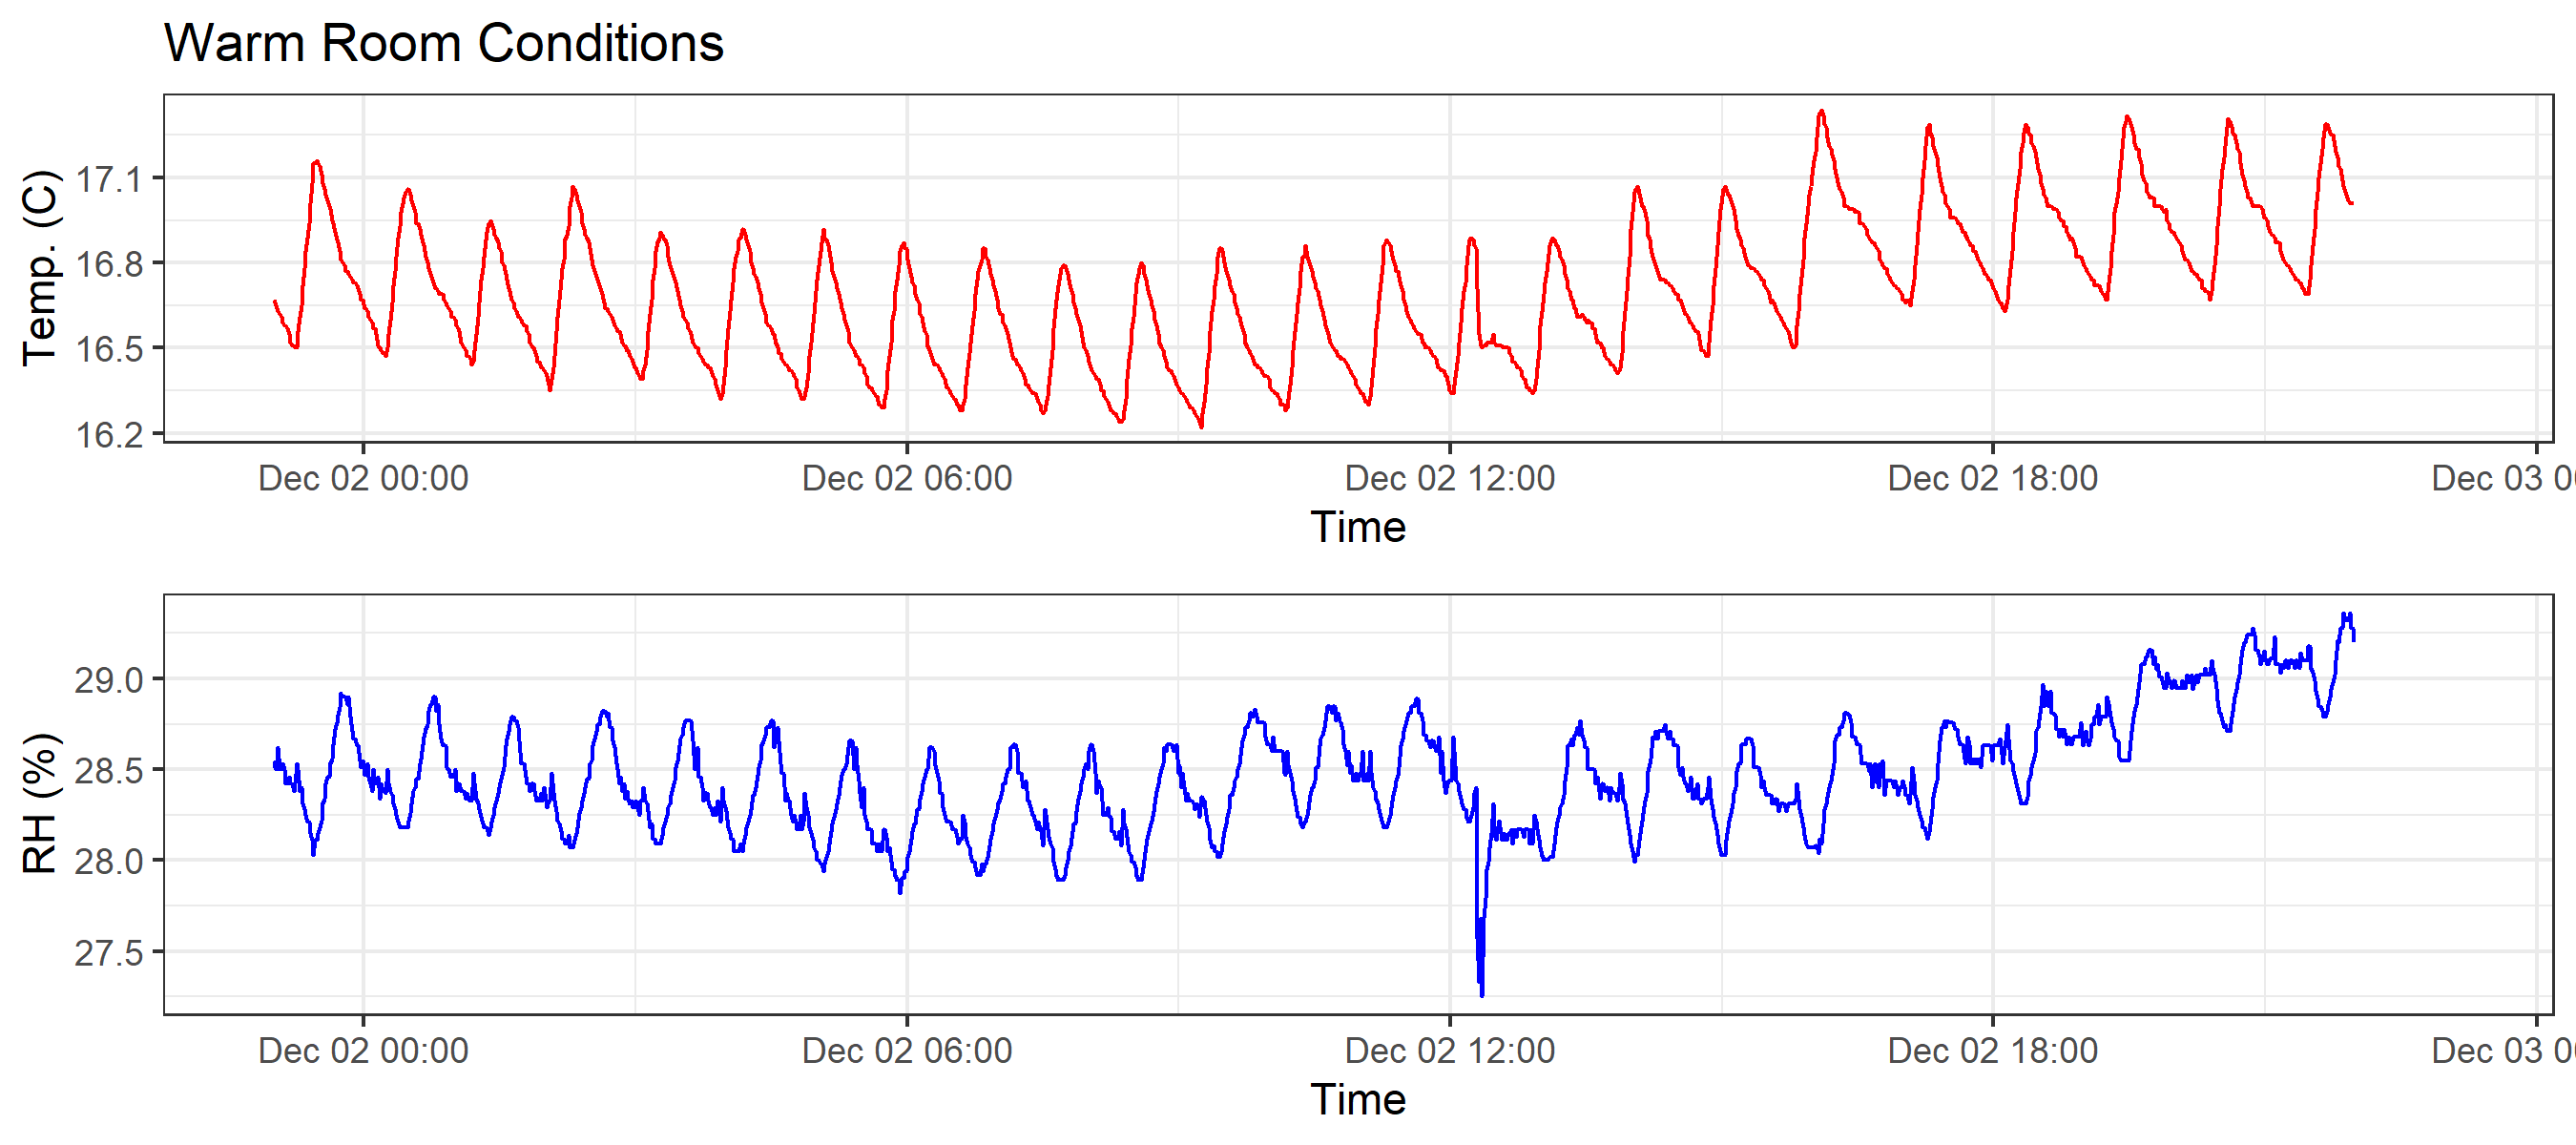 Warm Room Conditions
Temp. (C)
17.1
16.8
16.5
16.2
Dec 02 00:00 Dec 02 06:00 Dec 02 12:00 Dec 02 18:00 Dec 03 0
Time
RH (%)
29.0
28.5
28.0
27.5
Dec 02 00:00 Dec 02 06:00 Dec 02 12:00 Dec 02 18:00 Dec 03 0
Time